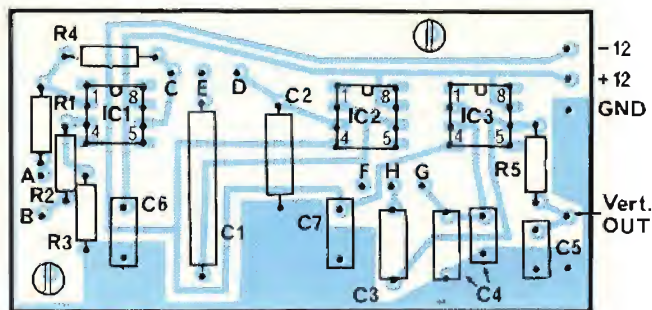 R4
-12
+12
GND
C
E
D
C2
1
8
IC1
4
5
1
8
IC2
4
5
1
8
IC3
4
5
R1
A
R2
B
R3
C6
C1
F
H
G
C7
R5
Vert.
OUT
C3
C4
C5